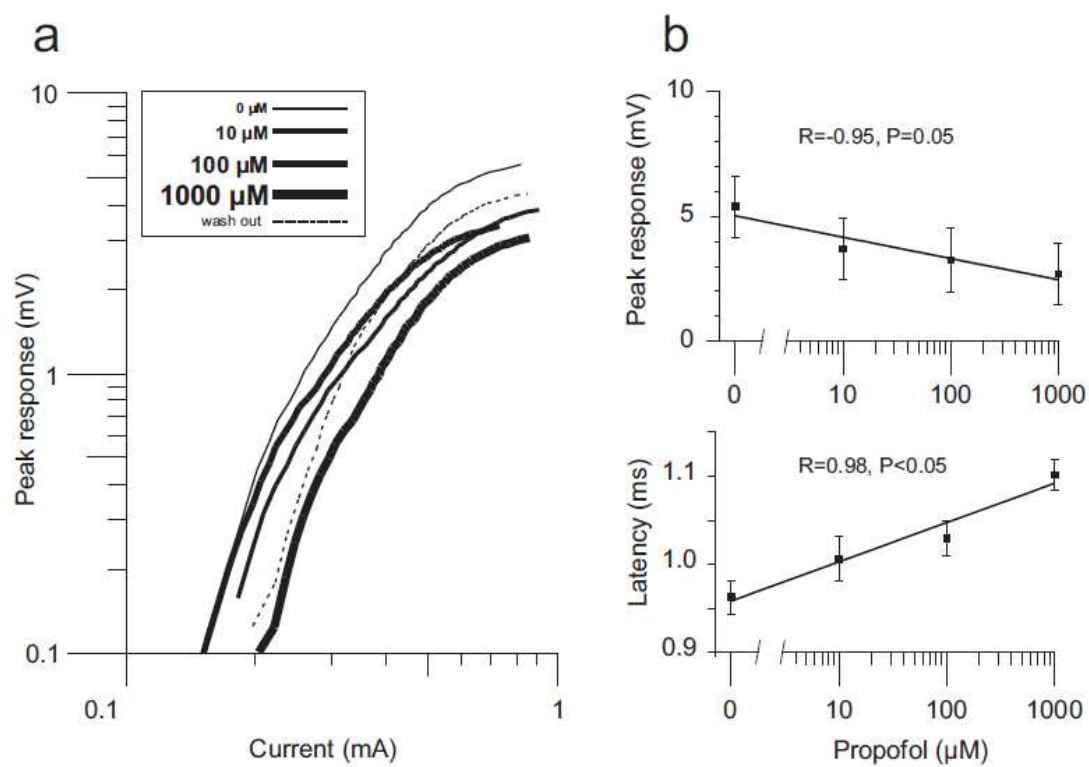 a
10
1
0.1
0.1
1
Peak response (mV)
Current (mA)
0 µM
10 µM
100 µM
1000 µM
wash out
b
10
5
0
Peak response (mV)
R=-0.95, P=0.05
0
10
100
1000
1.1
1.0
0.9
Latency (ms)
R=0.98, P<0.05
0
10
100
1000
Propofol (µM)